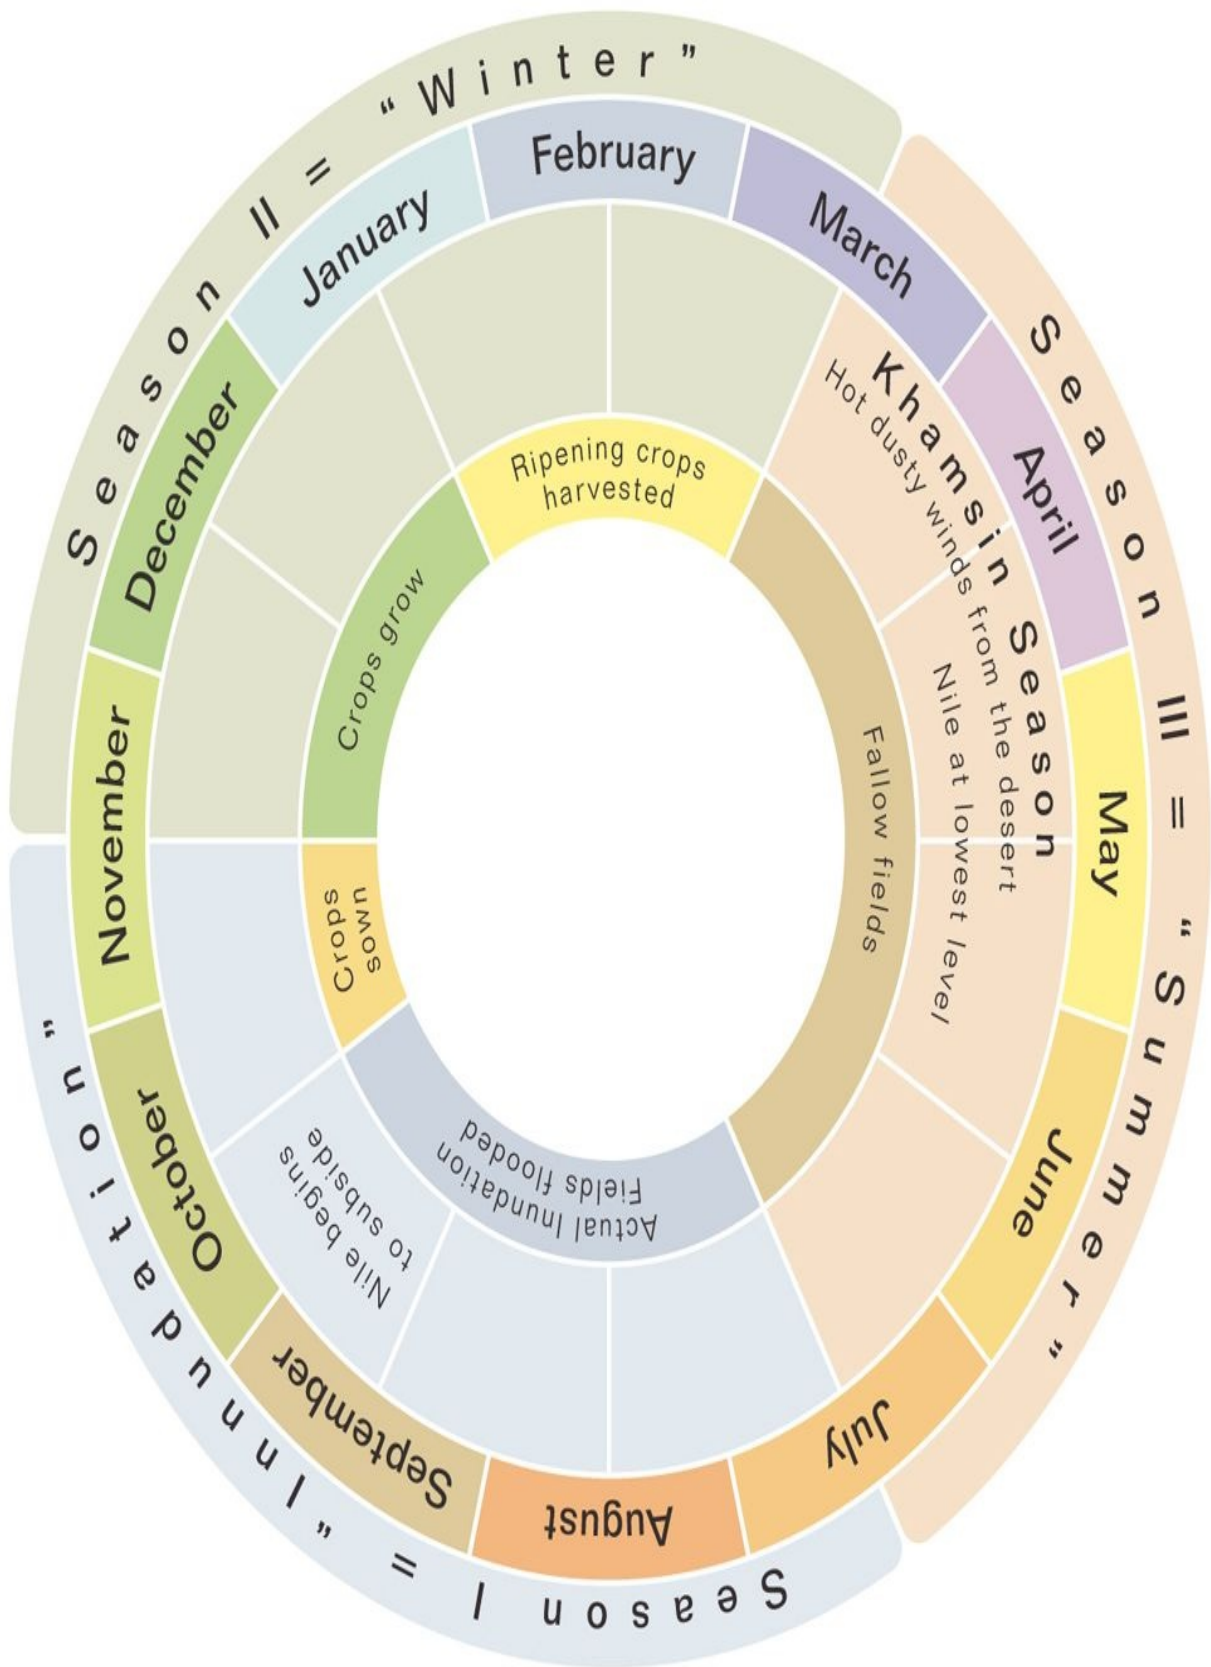 Season II = "Winter"
Season III = "Summer"
Season I = "Inundation"
January
February
March
April
May
June
July
August
September
October
November
December
Khamsin Season
Hot dusty winds from the desert
Nile at lowest level
Nile begins
to subside
Ripening crops
harvested
Fallow fields
Actual Inundation
Fields flooded
Crops
sown
Crops grow